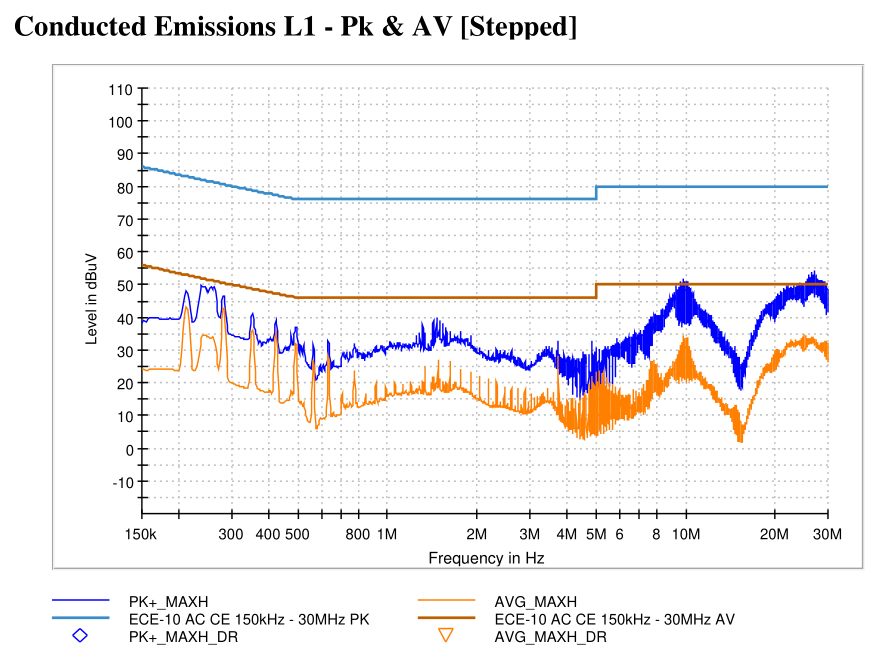 Conducted Emissions L1 - Pk & AV [Stepped]
110
100
90
80
70
60
50
40
30
20
10
0
-10
Level in dBuV
150k 300 400 500 800 1M 2M 3M 4M 5M 6 8 10M 20M 30M
Frequency in Hz
PK+_MAXH AVG_MAXH
ECE-10 AC CE 150kHz - 30MHz PK ECE-10 AC CE 150kHz - 30MHz AV
PK+_MAXH_DR AVG_MAXH_DR